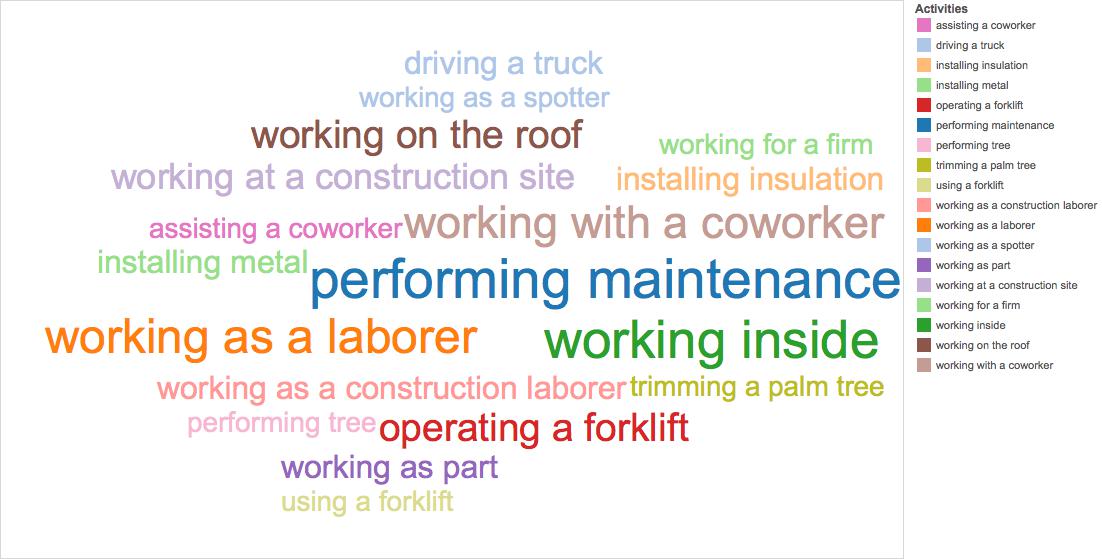 driving a truck
working as a spotter
working on the roof
working for a firm
working at a construction site
installing insulation
assisting a coworker
working with a coworker
installing metal
performing maintenance
working as a laborer
working inside
working as a construction laborer
trimming a palm tree
performing tree
operating a forklift
working as part
using a forklift
Activities
assisting a coworker
driving a truck
installing insulation
installing metal
operating a forklift
performing maintenance
performing tree
trimming a palm tree
using a forklift
working as a construction laborer
working as a laborer
working as a spotter
working as part
working at a construction site
working for a firm
working inside
working on the roof
working with a coworker